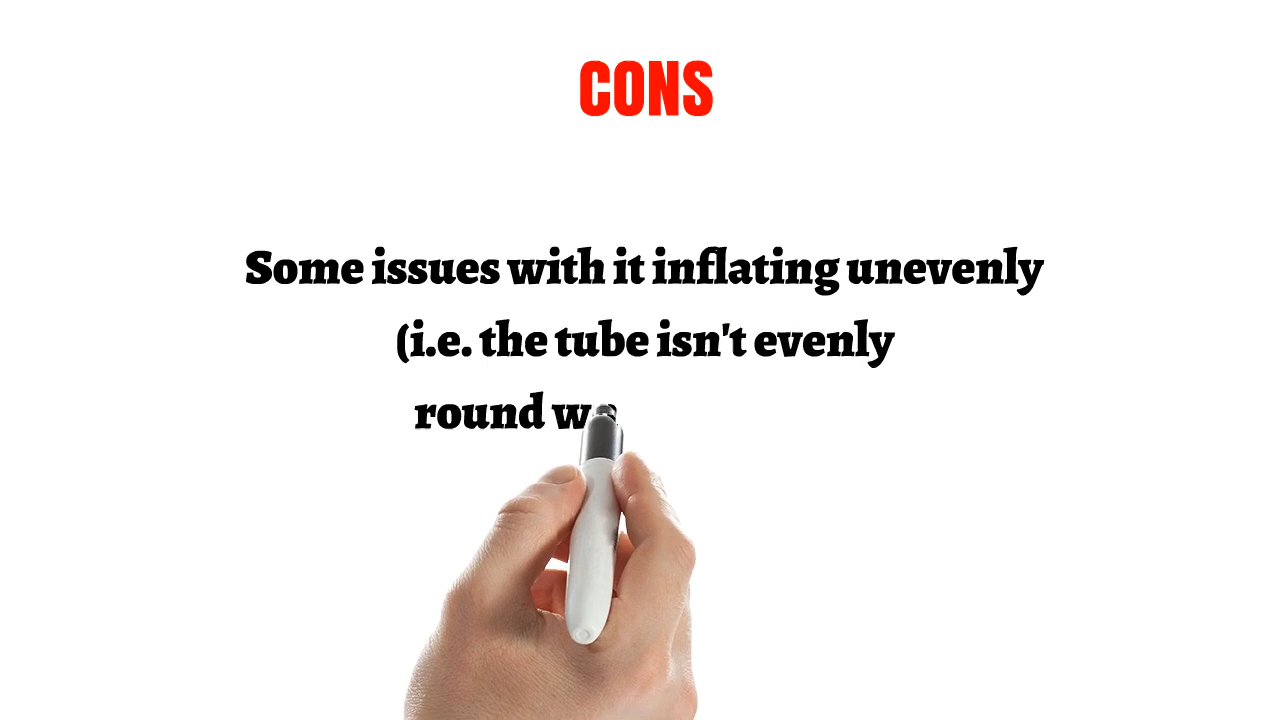 CONS
Some issues with it inflating unevenly
(i.e. the tube isn't evenly
round